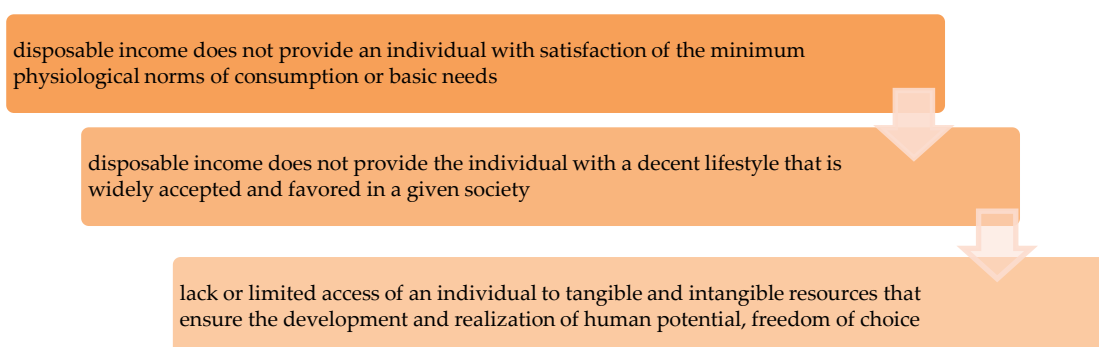 disposable income does not provide an individual with satisfaction of the minimum
physiological norms of consumption or basic needs
disposable income does not provide the individual with a decent lifestyle that is
widely accepted and favored in a given society
lack or limited access of an individual to tangible and intangible resources that
ensure the development and realization of human potential, freedom of choice